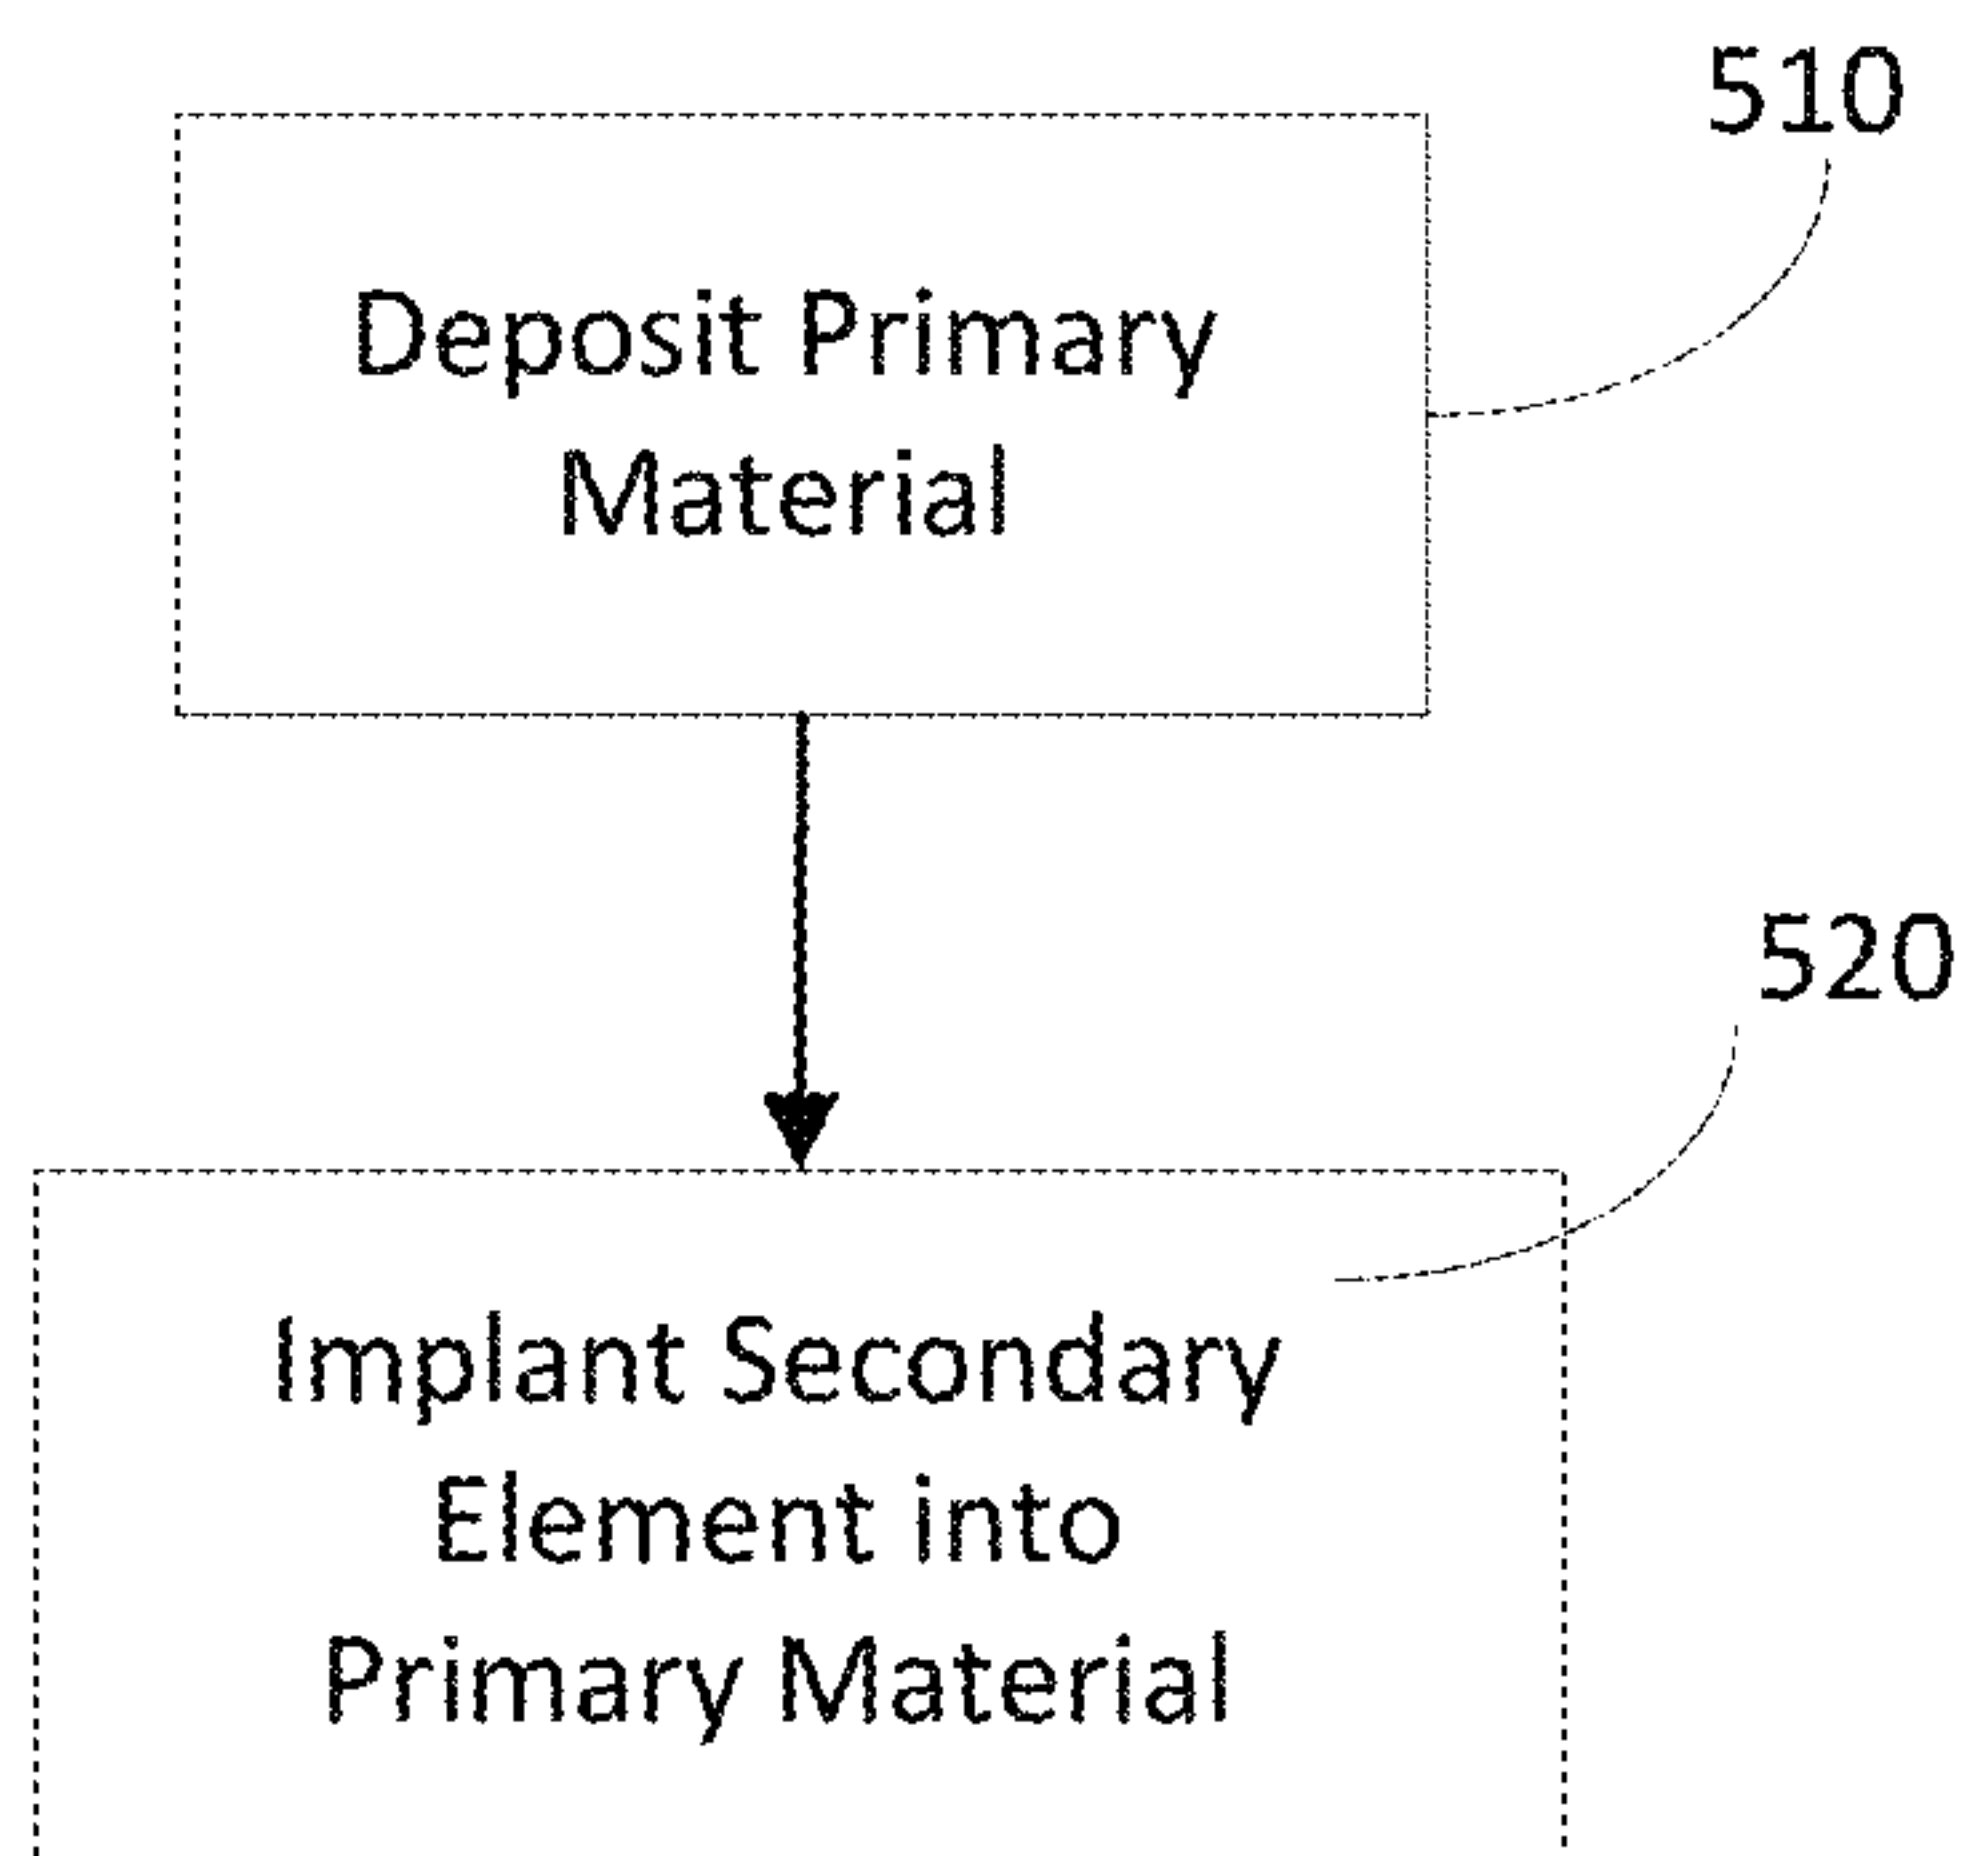 510
Deposit Primary
Material
520
Implant Secondary
Element into
Primary Material